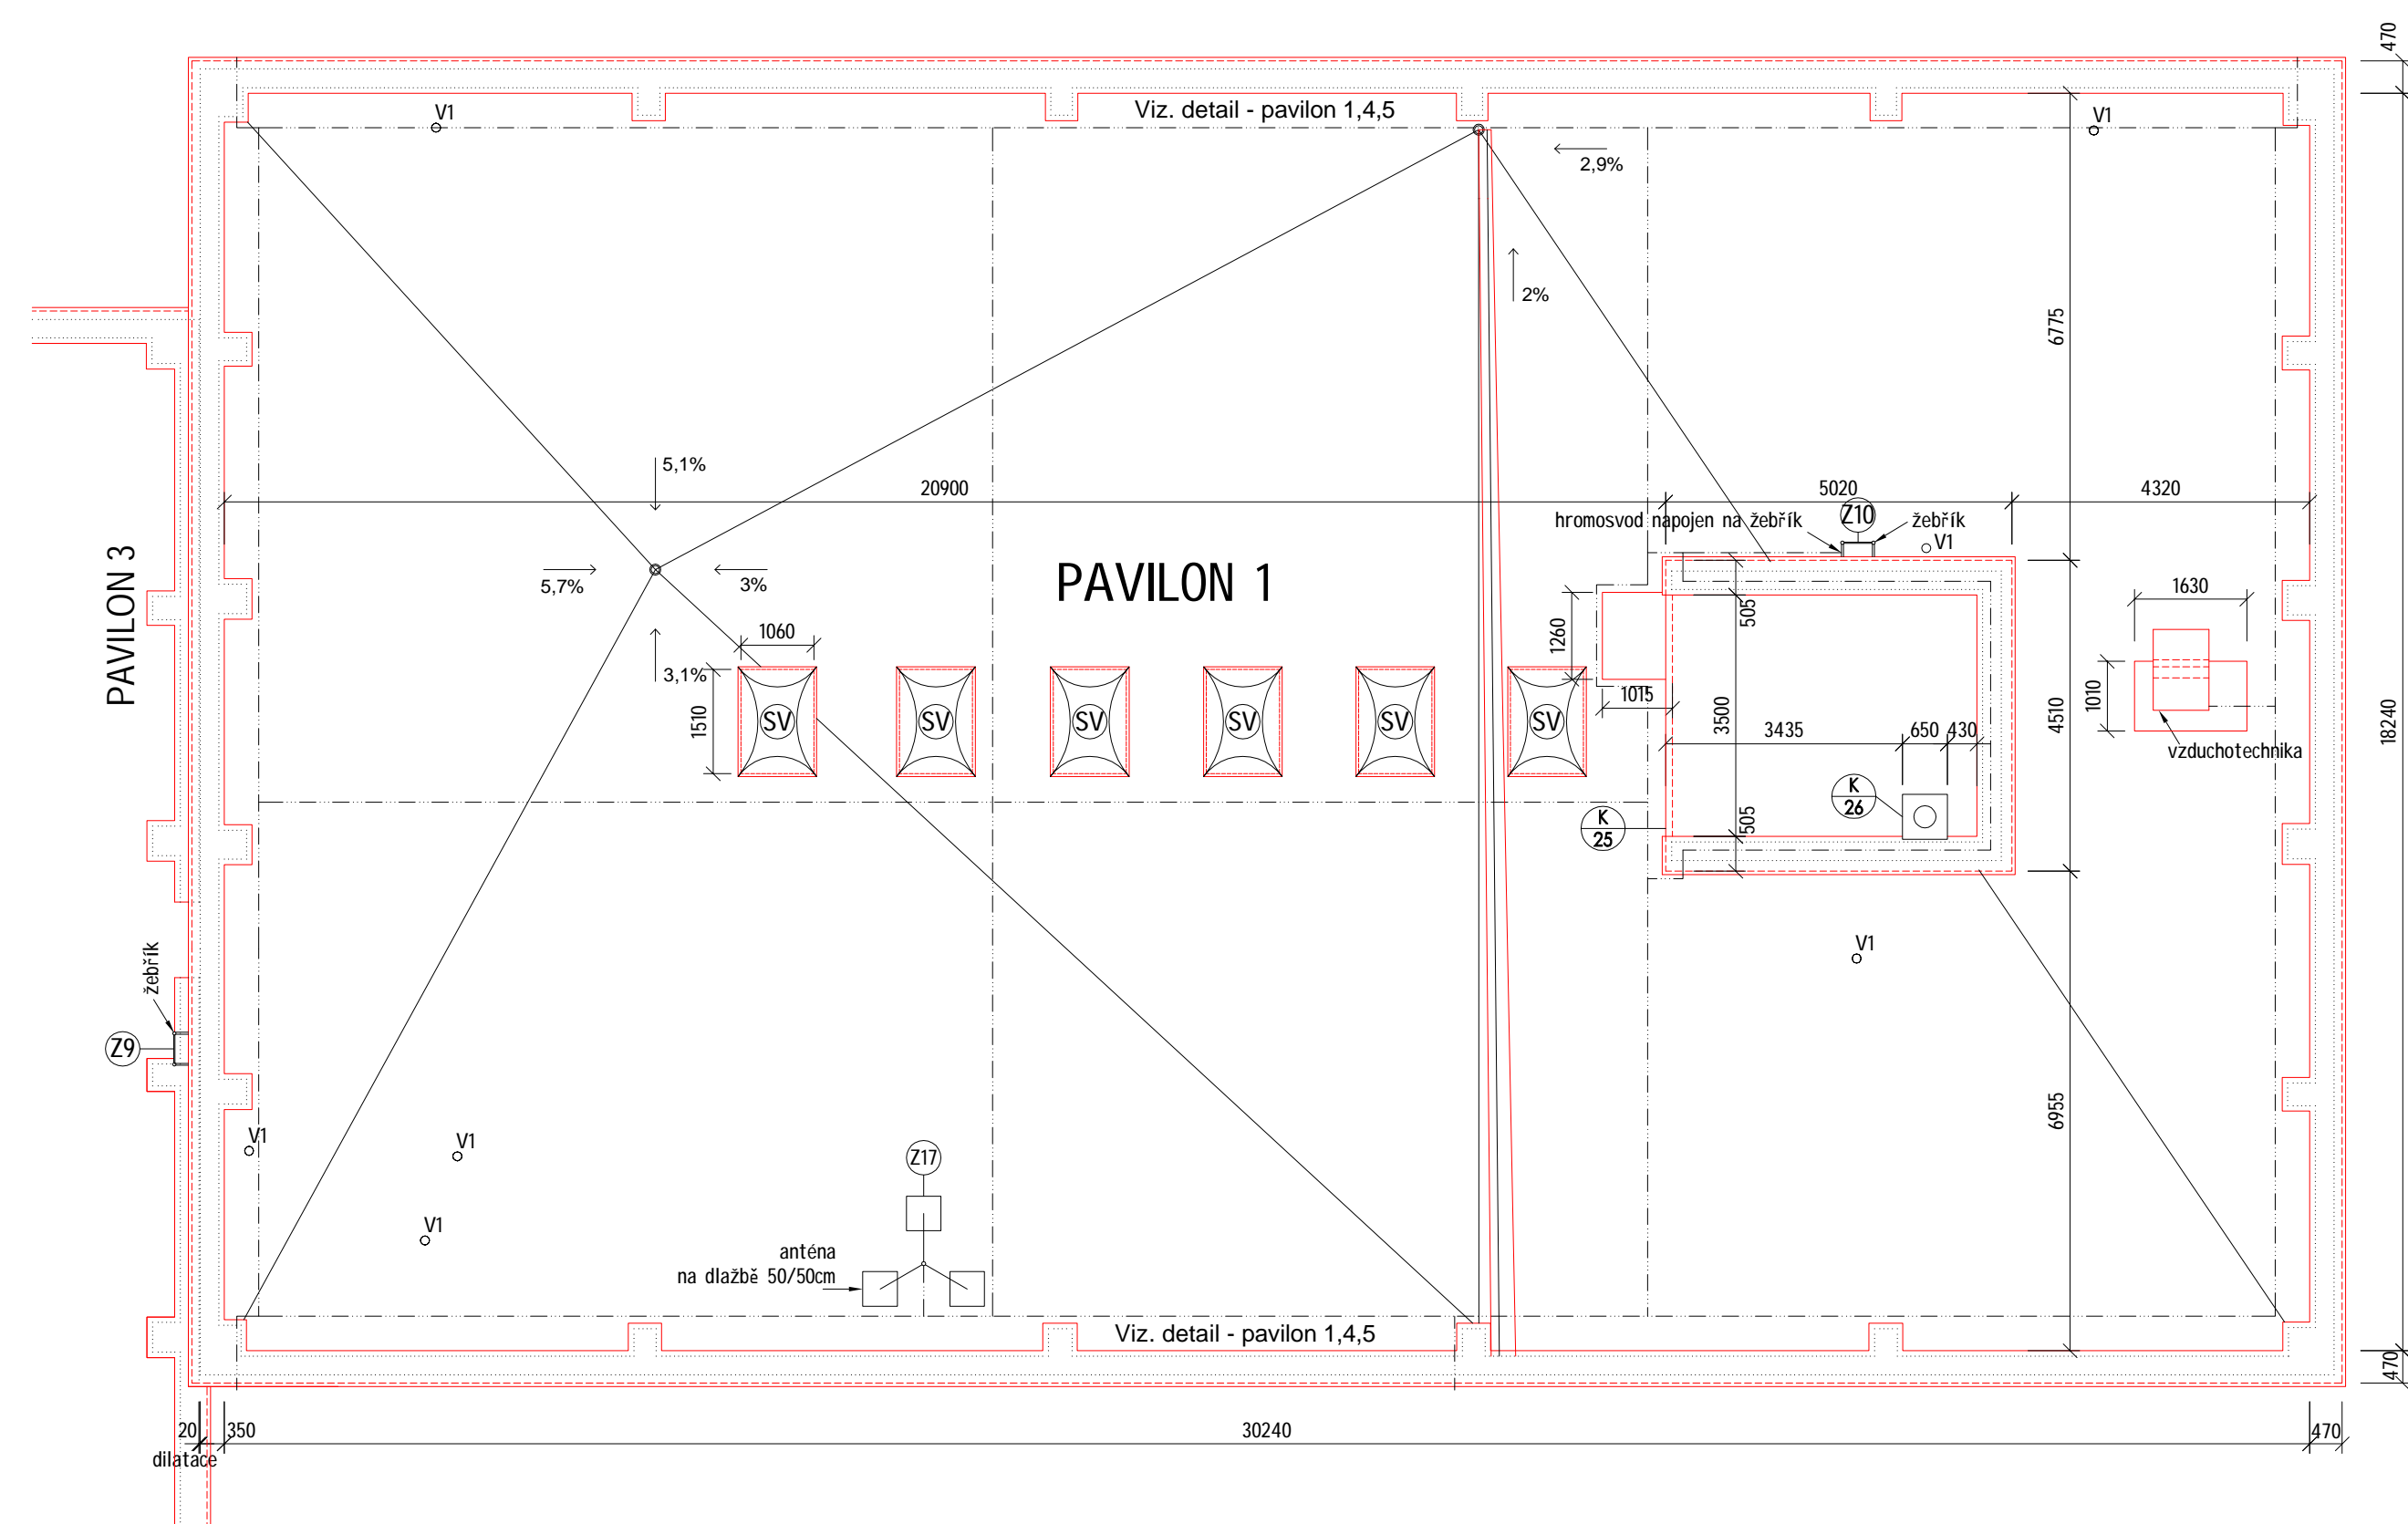 470
V1
Viz. detail - pavilon 1,4,5
V1
2,9%
2%
6775
5,1%
20900
5020
4320
hromosvod napojen na žebřík
Z10
žebřík
V1
PAVILON 3
5,7%
3%
PAVILON 1
1630
505
1260
1060
3,1%
1510
SV
SV
SV
SV
SV
SV
1015
3500
3435
650
430
4510
1010
vzduchotechnika
18240
K
26
K
25
505
V1
žebřík
Z9
6955
V1
V1
Z17
V1
anténa
na dlažbě 50/50cm
Viz. detail - pavilon 1,4,5
470
20
350
30240
470
dilatace